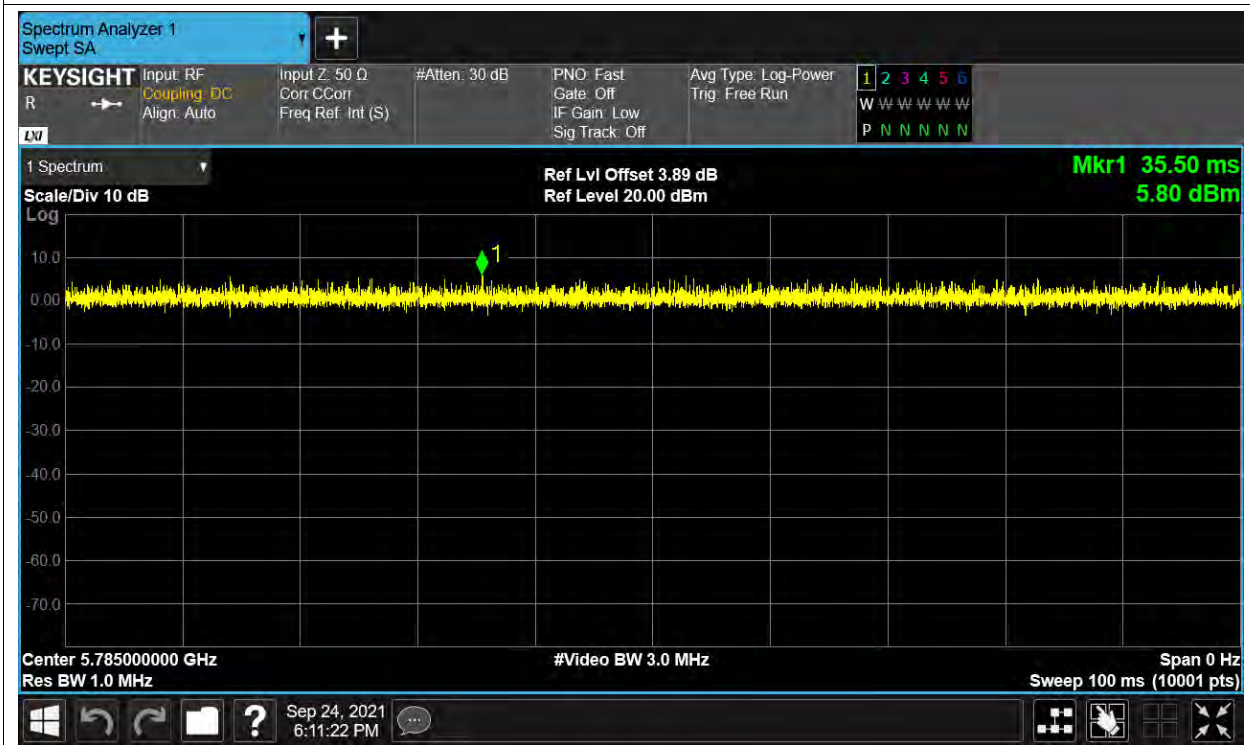 Spectrum Analyzer 1
Swept SA
KEYSIGHT
R
LXI
Input: RF
Coupling: DC
Align: Auto
Input Z: 50 Ω
Corr CCorr
Freq Ref: Int (S)
#Atten: 30 dB
PNO: Fast
Gate: Off
IF Gain: Low
Sig Track: Off
Avg Type: Log-Power
Trig: Free Run
1 2 3 4 5 6
W W W W W W
P N N N N N
1 Spectrum
Scale/Div 10 dB
Ref Lvl Offset 3.89 dB
Ref Level 20.00 dBm
Mkr1 35.50 ms
5.80 dBm
Log
1
10.0
0.00
-10.0
-20.0
-30.0
-40.0
-50.0
-60.0
-70.0
Center 5.785000000 GHz
Res BW 1.0 MHz
#Video BW 3.0 MHz
Span 0 Hz
Sweep 100 ms (10001 pts)
?
Sep 24, 2021
6:11:22 PM